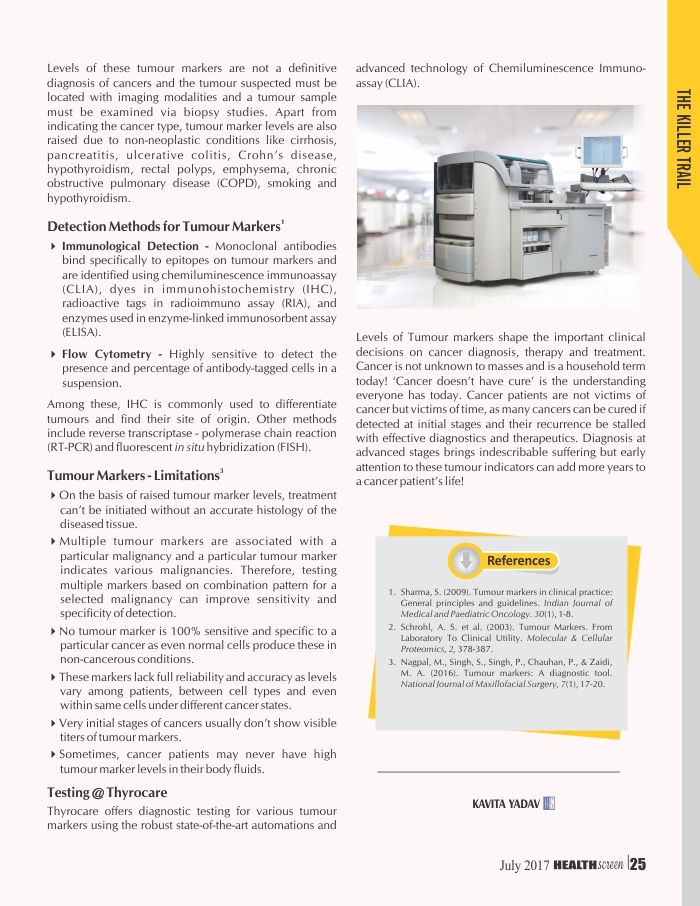 Levels of these tumour markers are not a definitive
diagnosis of cancers and the tumour suspected must be
located with imaging modalities and a tumour sample
must be examined via biopsy studies. Apart from
indicating the cancer type, tumour marker levels are also
raised due to non-neoplastic conditions like cirrhosis,
pancreatitis, ulcerative colitis, Crohn's disease,
hypothyroidism, rectal polyps, emphysema, chronic
obstructive pulmonary disease (COPD), smoking and
hypothyroidism.
Detection Methods for Tumour Markers¹
Immunological Detection - Monoclonal antibodies
bind specifically to epitopes on tumour markers and
are identified using chemiluminescence immunoassay
(CLIA), dyes in immunohistochemistry (IHC),
radioactive tags in radioimmuno assay (RIA), and
enzymes used in enzyme-linked immunosorbent assay
(ELISA).
Flow Cytometry - Highly sensitive to detect the
presence and percentage of antibody-tagged cells in a
suspension.
Among these, IHC is commonly used to differentiate
tumours and find their site of origin. Other methods
include reverse transcriptase - polymerase chain reaction
(RT-PCR) and fluorescent in situ hybridization (FISH).
Tumour Markers - Limitations³
On the basis of raised tumour marker levels, treatment
can't be initiated without an accurate histology of the
diseased tissue.
Multiple tumour markers are associated with a
particular malignancy and a particular tumour marker
indicates various malignancies. Therefore, testing
multiple markers based on combination pattern for a
selected malignancy can improve sensitivity and
specificity of detection.
No tumour marker is 100% sensitive and specific to a
particular cancer as even normal cells produce these in
non-cancerous conditions.
These markers lack full reliability and accuracy as levels
vary among patients, between cell types and even
within same cells under different cancer states.
Very initial stages of cancers usually don't show visible
titers of tumour markers.
Sometimes, cancer patients may never have high
tumour marker levels in their body fluids.
Testing @ Thyrocare
Thyrocare offers diagnostic testing for various tumour
markers using the robust state-of-the-art automations and
advanced technology of Chemiluminescence Immuno-
assay (CLIA).
Levels of Tumour markers shape the important clinical
decisions on cancer diagnosis, therapy and treatment.
Cancer is not unknown to masses and is a household term
today! 'Cancer doesn't have cure' is the understanding
everyone has today. Cancer patients are not victims of
cancer but victims of time, as many cancers can be cured if
detected at initial stages and their recurrence be stalled
with effective diagnostics and therapeutics. Diagnosis at
advanced stages brings indescribable suffering but early
attention to these tumour indicators can add more years to
a cancer patient's life!
References
1. Sharma, S. (2009). Tumour markers in clinical practice:
General principles and guidelines. Indian Journal of
Medical and Paediatric Oncology. 30(1), 1-8.
2. Schrohl, A. S. et al. (2003). Tumour Markers. From
Laboratory To Clinical Utility. Molecular & Cellular
Proteomics, 2, 378-387.
3. Nagpal, M., Singh, S., Singh, P., Chauhan, P., & Zaidi,
M. A. (2016). Tumour markers: A diagnostic tool.
National Journal of Maxillofacial Surgery, 7(1), 17-20.
KAVITA YADAV
THE KILLER TRAIL
July 2017 HEALTHscreen |25